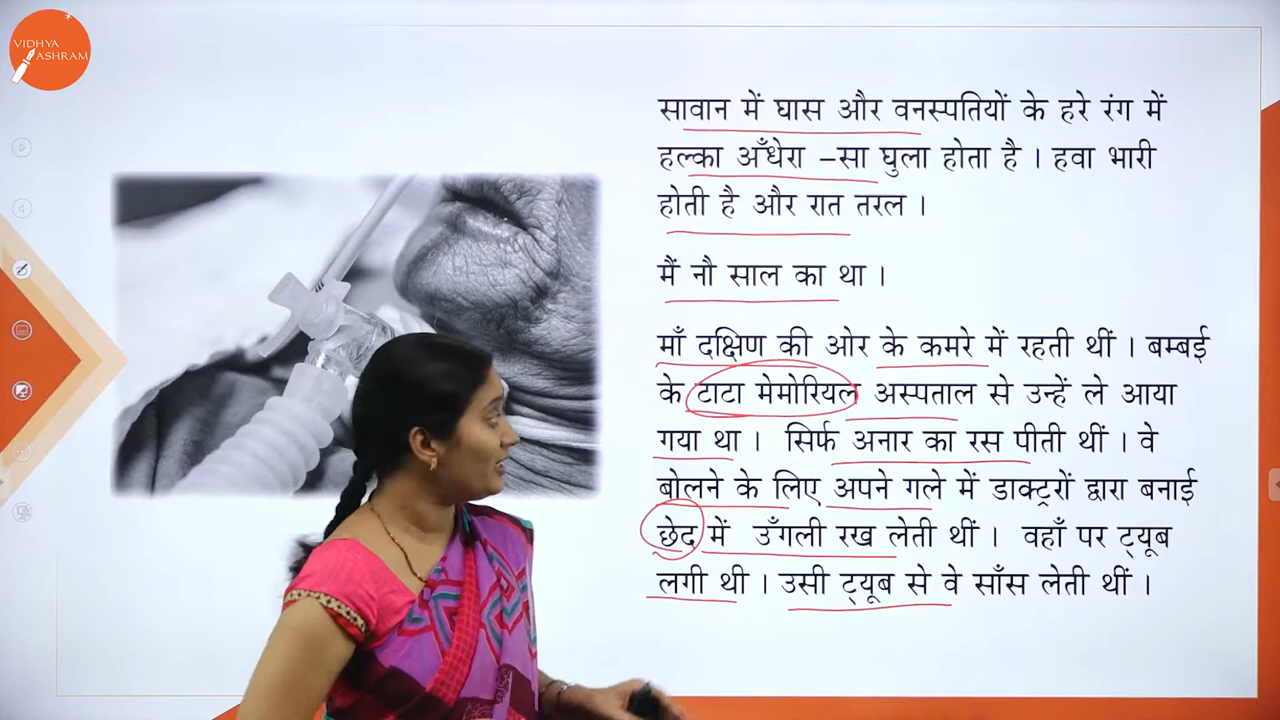 VIDHYA
ASHRAM
सावान में घास और वनस्पतियों के हरे रंग में
हल्का अँधेरा –सा घुला होता है । हवा भारी
होती है और रात तरल ।
मैं नौ साल का था ।
माँ दक्षिण की ओर के कमरे में रहती थीं । बम्बई
के टाटा मेमोरियल अस्पताल से उन्हें ले आया
गया था । सिर्फ अनार का रस पीती थीं । वे
बोलने के लिए अपने गले में डाक्ट्ररों द्वारा बनाई
छेद में उँगली रख लेती थीं । वहाँ पर ट्यूब
लगी थी । उसी ट्यूब से वे साँस लेती थीं ।